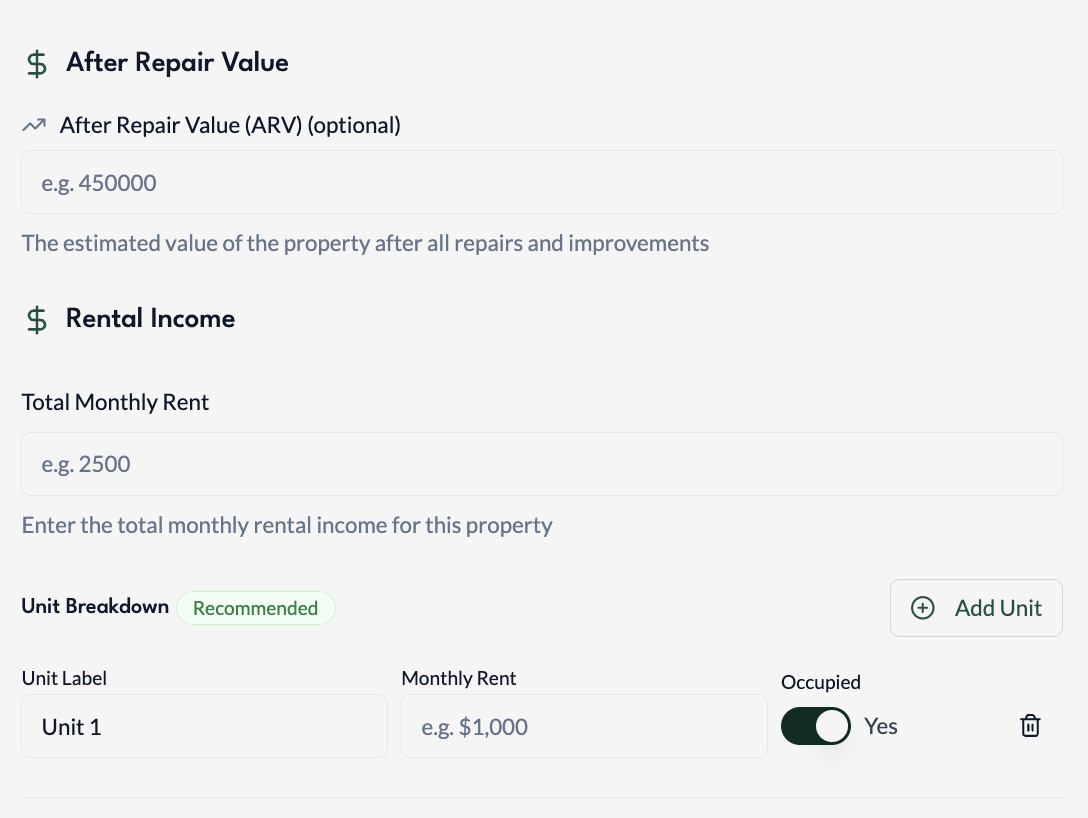 After Repair Value
After Repair Value (ARV) (optional)
e.g. 450000
The estimated value of the property after all repairs and improvements
Rental Income
Total Monthly Rent
e.g. 2500
Enter the total monthly rental income for this property
Unit Breakdown Recommended Add Unit
Unit Label Monthly Rent Occupied
Unit 1 e.g. $1,000 Yes